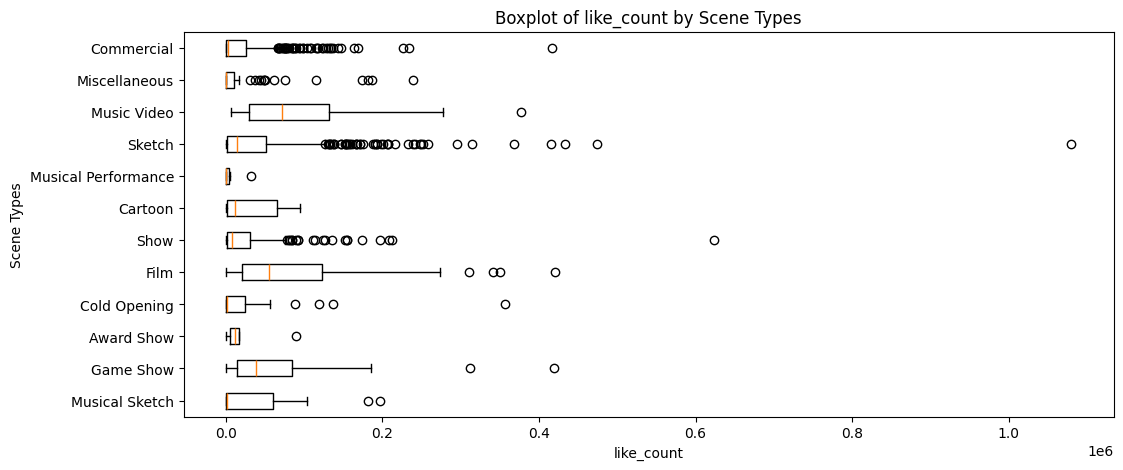 Boxplot of like_count by Scene Types
Scene Types
Commercial
Miscellaneous
Music Video
Sketch
Musical Performance
Cartoon
Show
Film
Cold Opening
Award Show
Game Show
Musical Sketch
0.0 0.2 0.4 0.6 0.8 1.0
1e6
like_count